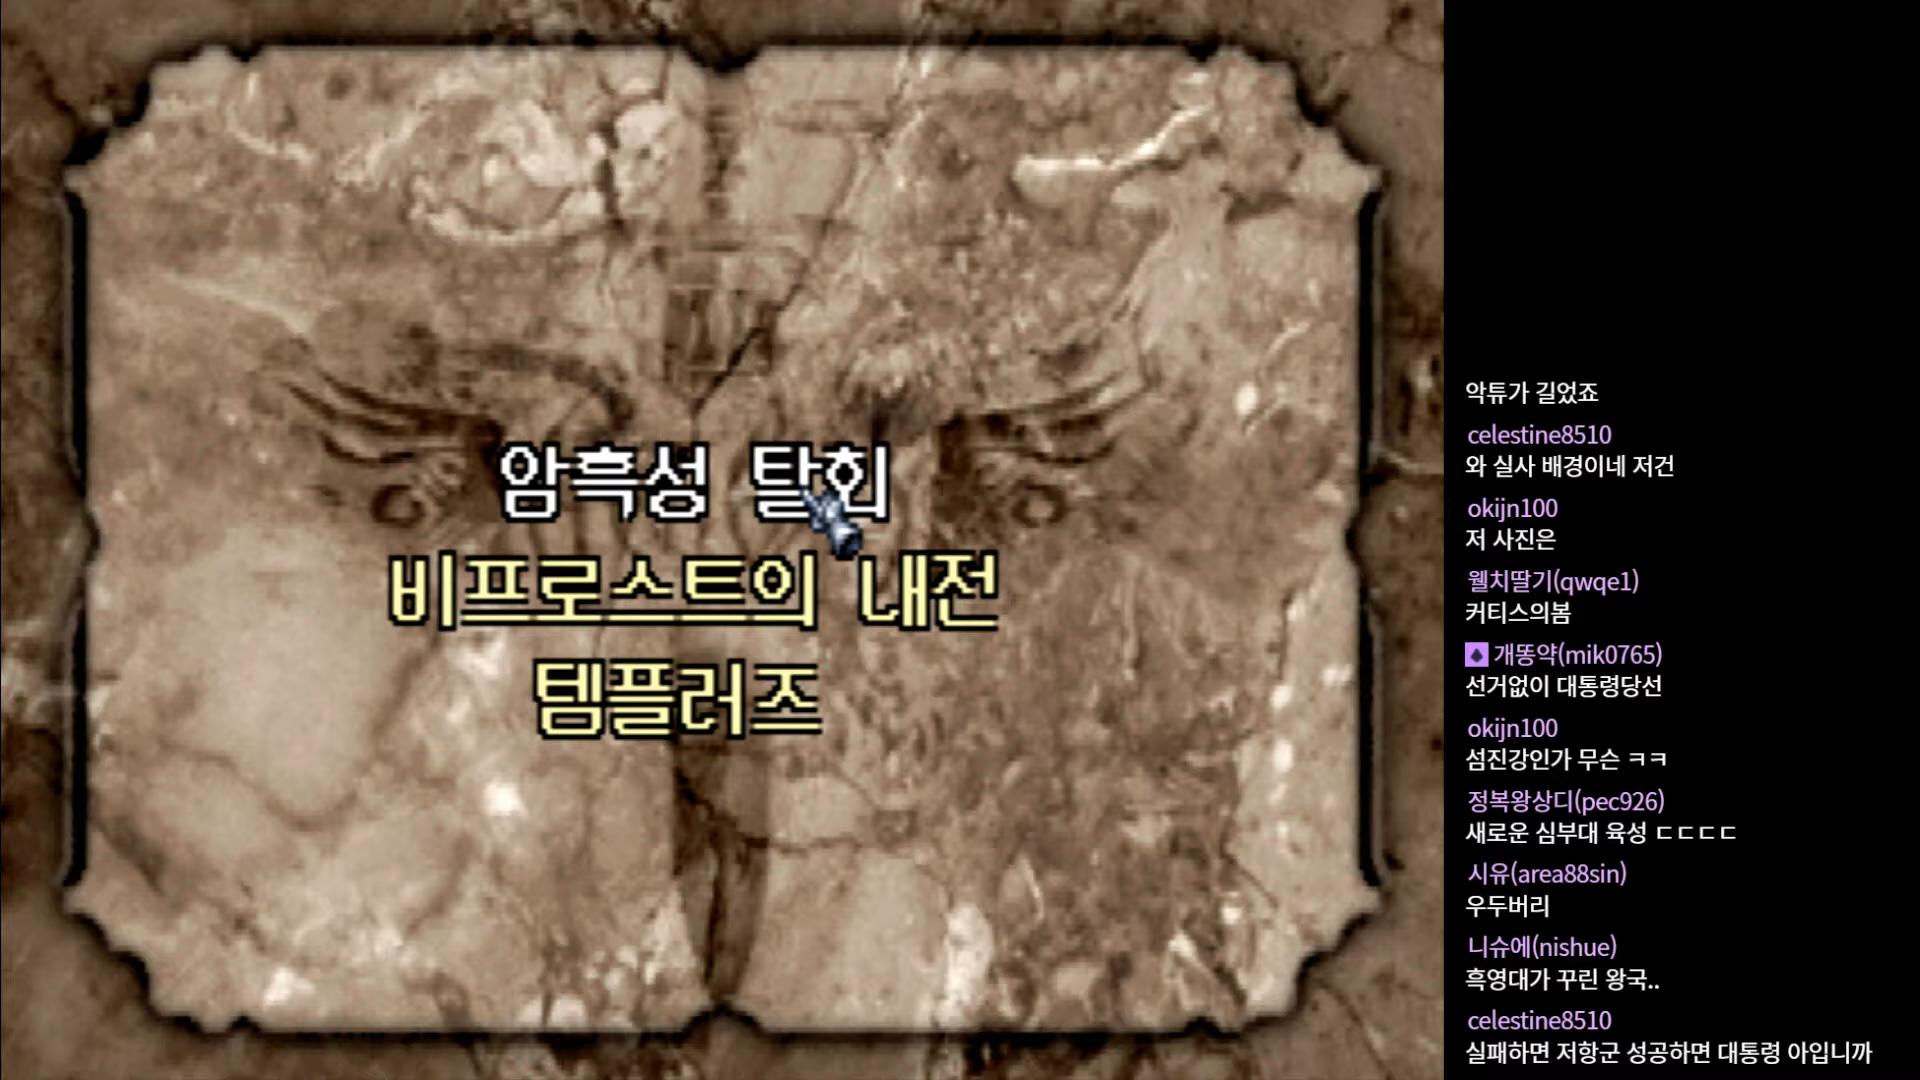 암흑성 탈회
비프로스트의 내전
템플러즈
악튜가 길었죠
celestine8510
와 실사 배경이네 저건
okijn100
저 사진은
웰치딸기(qwqe1)
커티스의봄
개똥약(mik0765)
선거없이 대통령당선
okijn100
섬진강인가 무슨 ㅋㅋ
정복왕상디(pec926)
새로운 심부대 육성 ㄷㄷㄷㄷ
시유(area88sin)
우두버리
니슈에(nishue)
흑영대가 꾸린 왕국..
celestine8510
실패하면 저항군 성공하면 대통령 아입니까